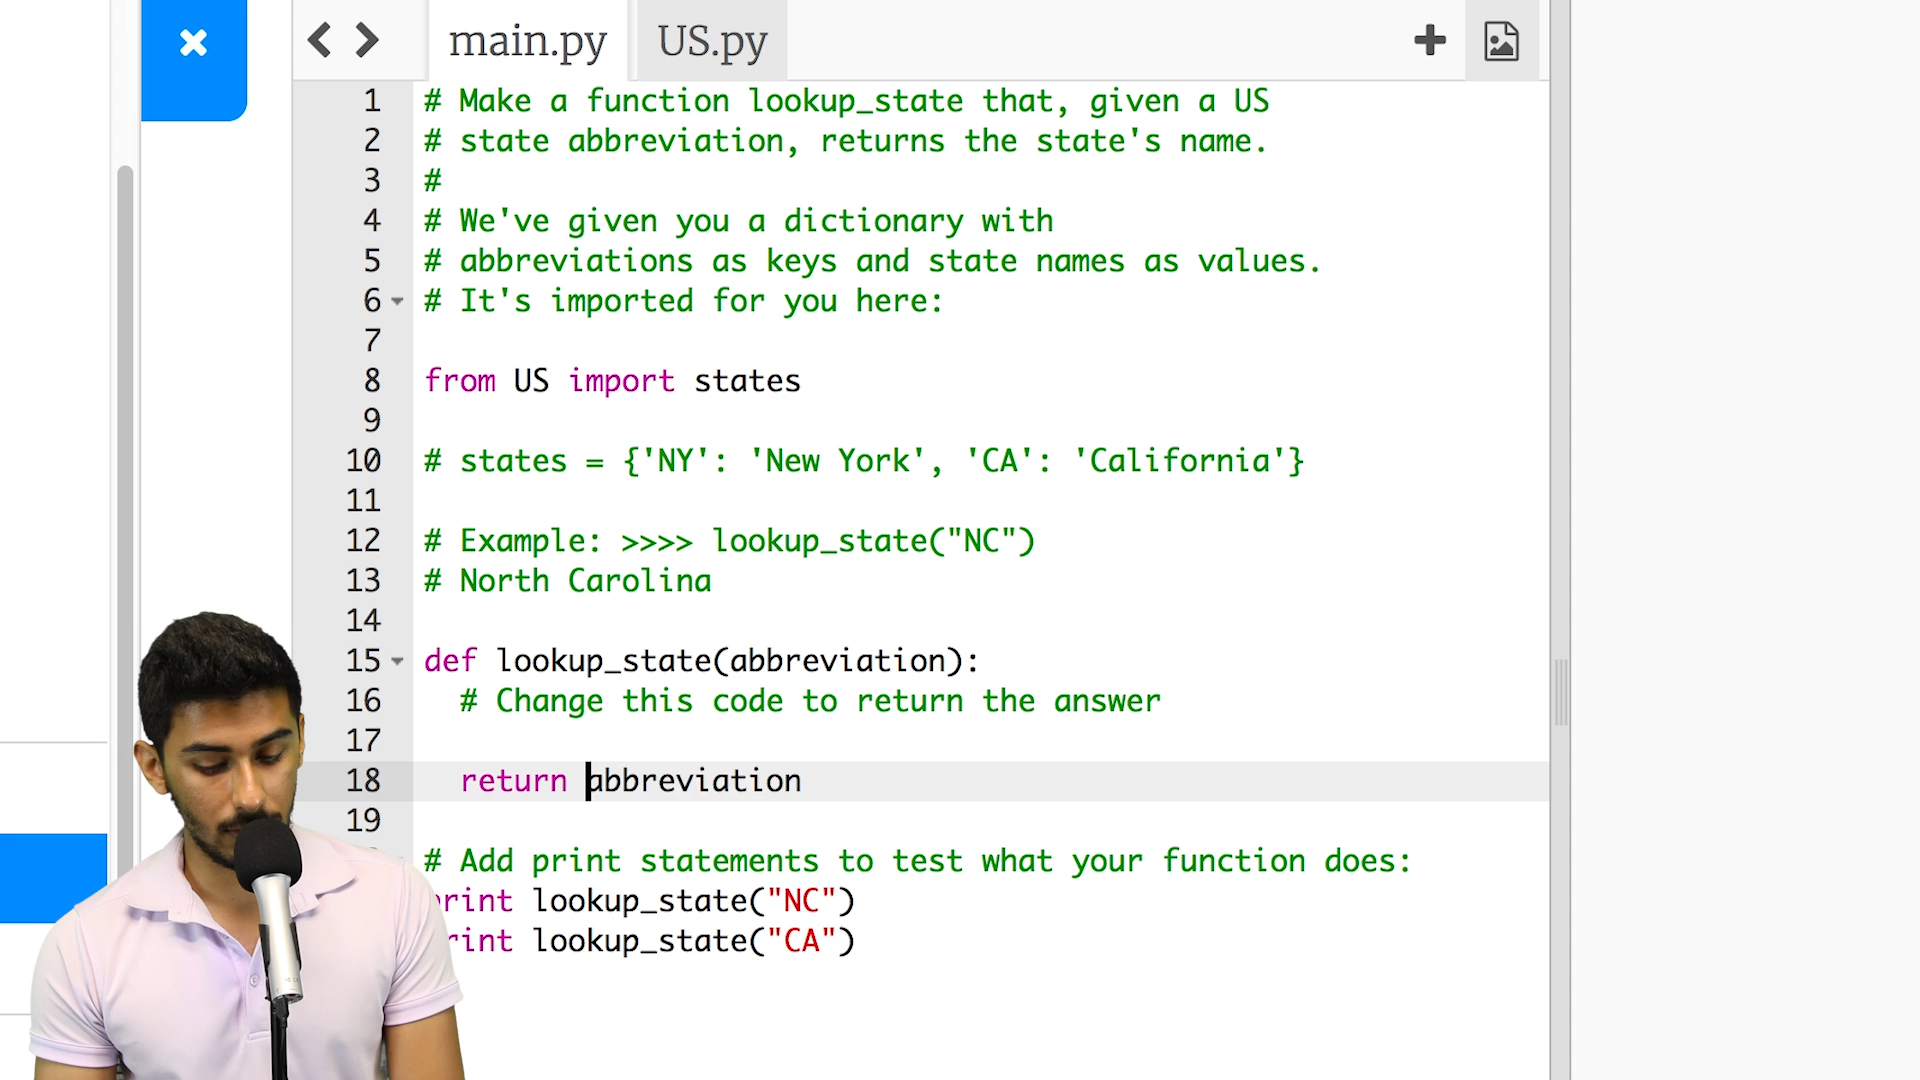 main.py US.py
1 # Make a function lookup_state that, given a US
2 # state abbreviation, returns the state's name.
3 #
4 # We've given you a dictionary with
5 # abbreviations as keys and state names as values.
6 # It's imported for you here:
7
8 from US import states
9
10 # states = {'NY': 'New York', 'CA': 'California'}
11
12 # Example: >>>> lookup_state("NC")
13 # North Carolina
14
15 def lookup_state(abbreviation):
16 # Change this code to return the answer
17
18 return abbreviation
19
# Add print statements to test what your function does:
print lookup_state("NC")
print lookup_state("CA")